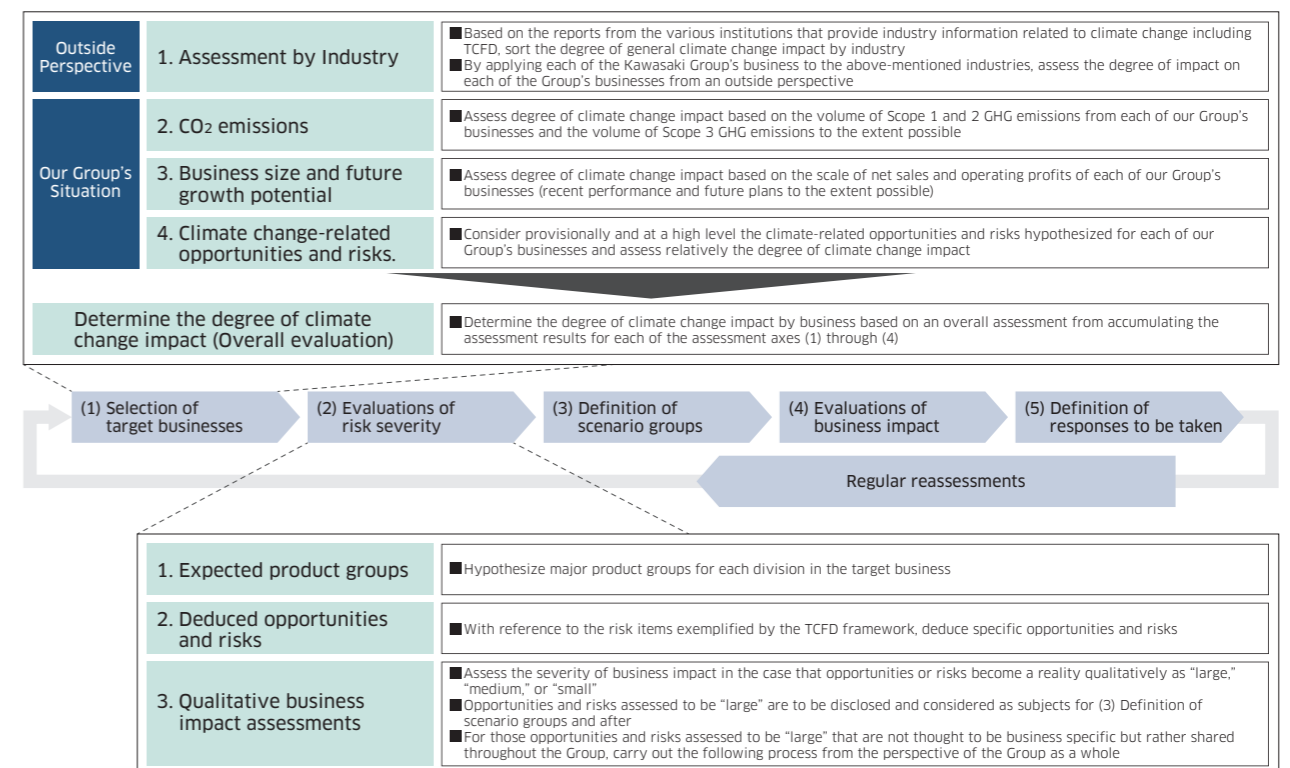 Outside
Perspective
1. Assessment by Industry
■Based on the reports from the various institutions that provide industry information related to climate change including
TCFD, sort the degree of general climate change impact by industry
■By applying each of the Kawasaki Group's business to the above-mentioned industries, assess the degree of impact on
each of the Group's businesses from an outside perspective
Our Group's
Situation
2. CO2 emissions
■Assess degree of climate change impact based on the volume of Scope 1 and 2 GHG emissions from each of our Group's
businesses and the volume of Scope 3 GHG emissions to the extent possible
3. Business size and future
growth potential
■Assess degree of climate change impact based on the scale of net sales and operating profits of each of our Group's
businesses (recent performance and future plans to the extent possible)
4. Climate change-related
opportunities and risks.
■Consider provisionally and at a high level the climate-related opportunities and risks hypothesized for each of our
Group's businesses and assess relatively the degree of climate change impact
Determine the degree of climate
change impact (Overall evaluation)
■Determine the degree of climate change impact by business based on an overall assessment from accumulating the
assessment results for each of the assessment axes (1) through (4)
(1) Selection of
target businesses
(2) Evaluations of
risk severity
(3) Definition of
scenario groups
(4) Evaluations of
business impact
(5) Definition of
responses to be taken
Regular reassessments
1. Expected product groups
■Hypothesize major product groups for each division in the target business
2. Deduced opportunities
and risks
■With reference to the risk items exemplified by the TCFD framework, deduce specific opportunities and risks
3. Qualitative business
impact assessments
■Assess the severity of business impact in the case that opportunities or risks become a reality qualitatively as “large,”
“medium,” or “small”
■Opportunities and risks assessed to be “large” are to be disclosed and considered as subjects for (3) Definition of
scenario groups and after
■For those opportunities and risks assessed to be “large” that are not thought to be business specific but rather shared
throughout the Group, carry out the following process from the perspective of the Group as a whole